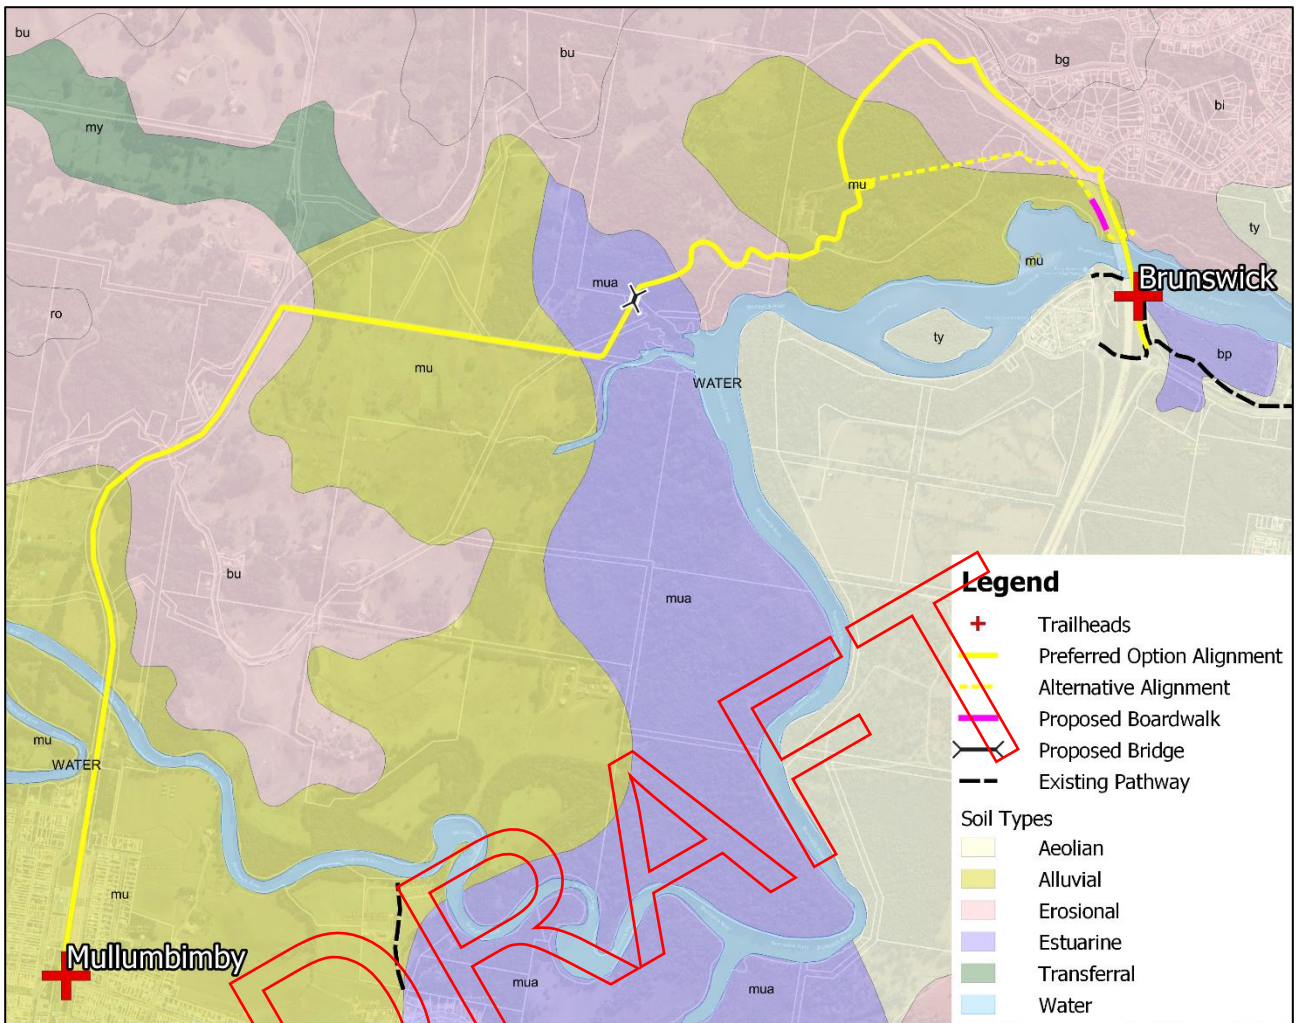 bu
bu
bg
bi
my
mu
ty
mua
mu
Brunswick
ro
ty
bp
mu
WATER
bu
mua
mu
WATER
mu
Mullumbimby
mua
mua
DRAFT
Legend
Trailheads
Preferred Option Alignment
Alternative Alignment
Proposed Boardwalk
Proposed Bridge
Existing Pathway
Soil Types
Aeolian
Alluvial
Erosional
Estuarine
Transferral
Water